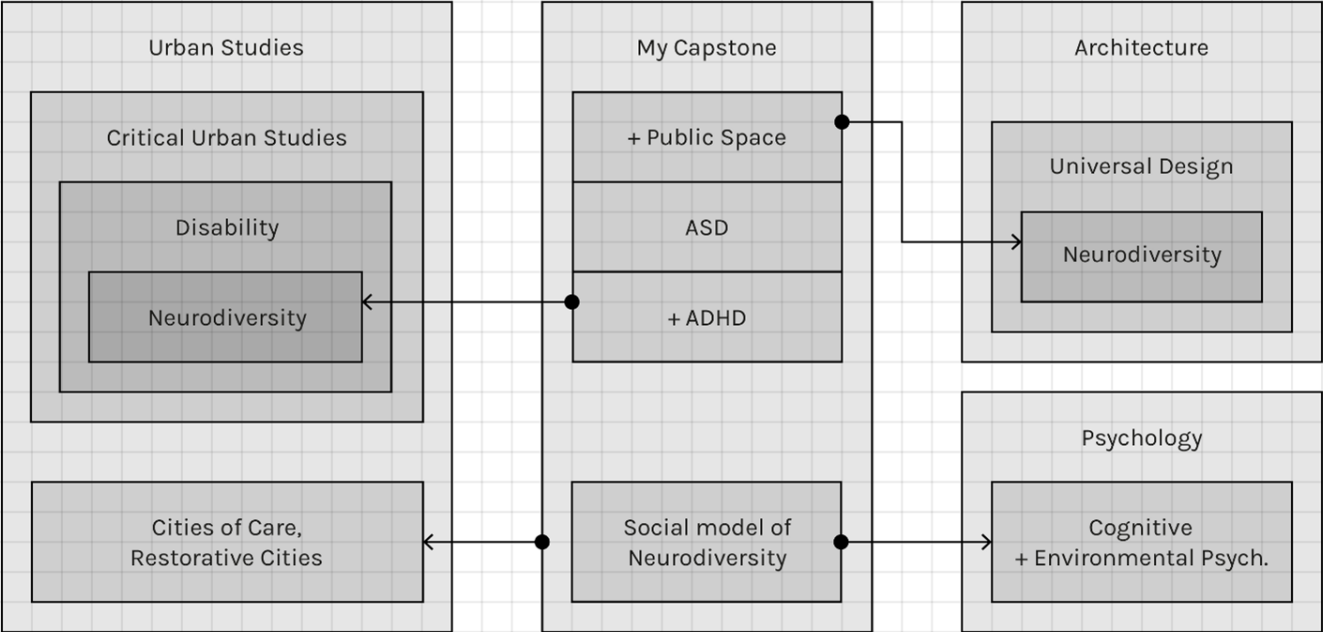 Urban Studies
Critical Urban Studies
Disability
Neurodiversity
Cities of Care,
Restorative Cities
My Capstone
+ Public Space
ASD
+ ADHD
Social model of
Neurodiversity
Architecture
Universal Design
Neurodiversity
Psychology
Cognitive
+ Environmental Psych.